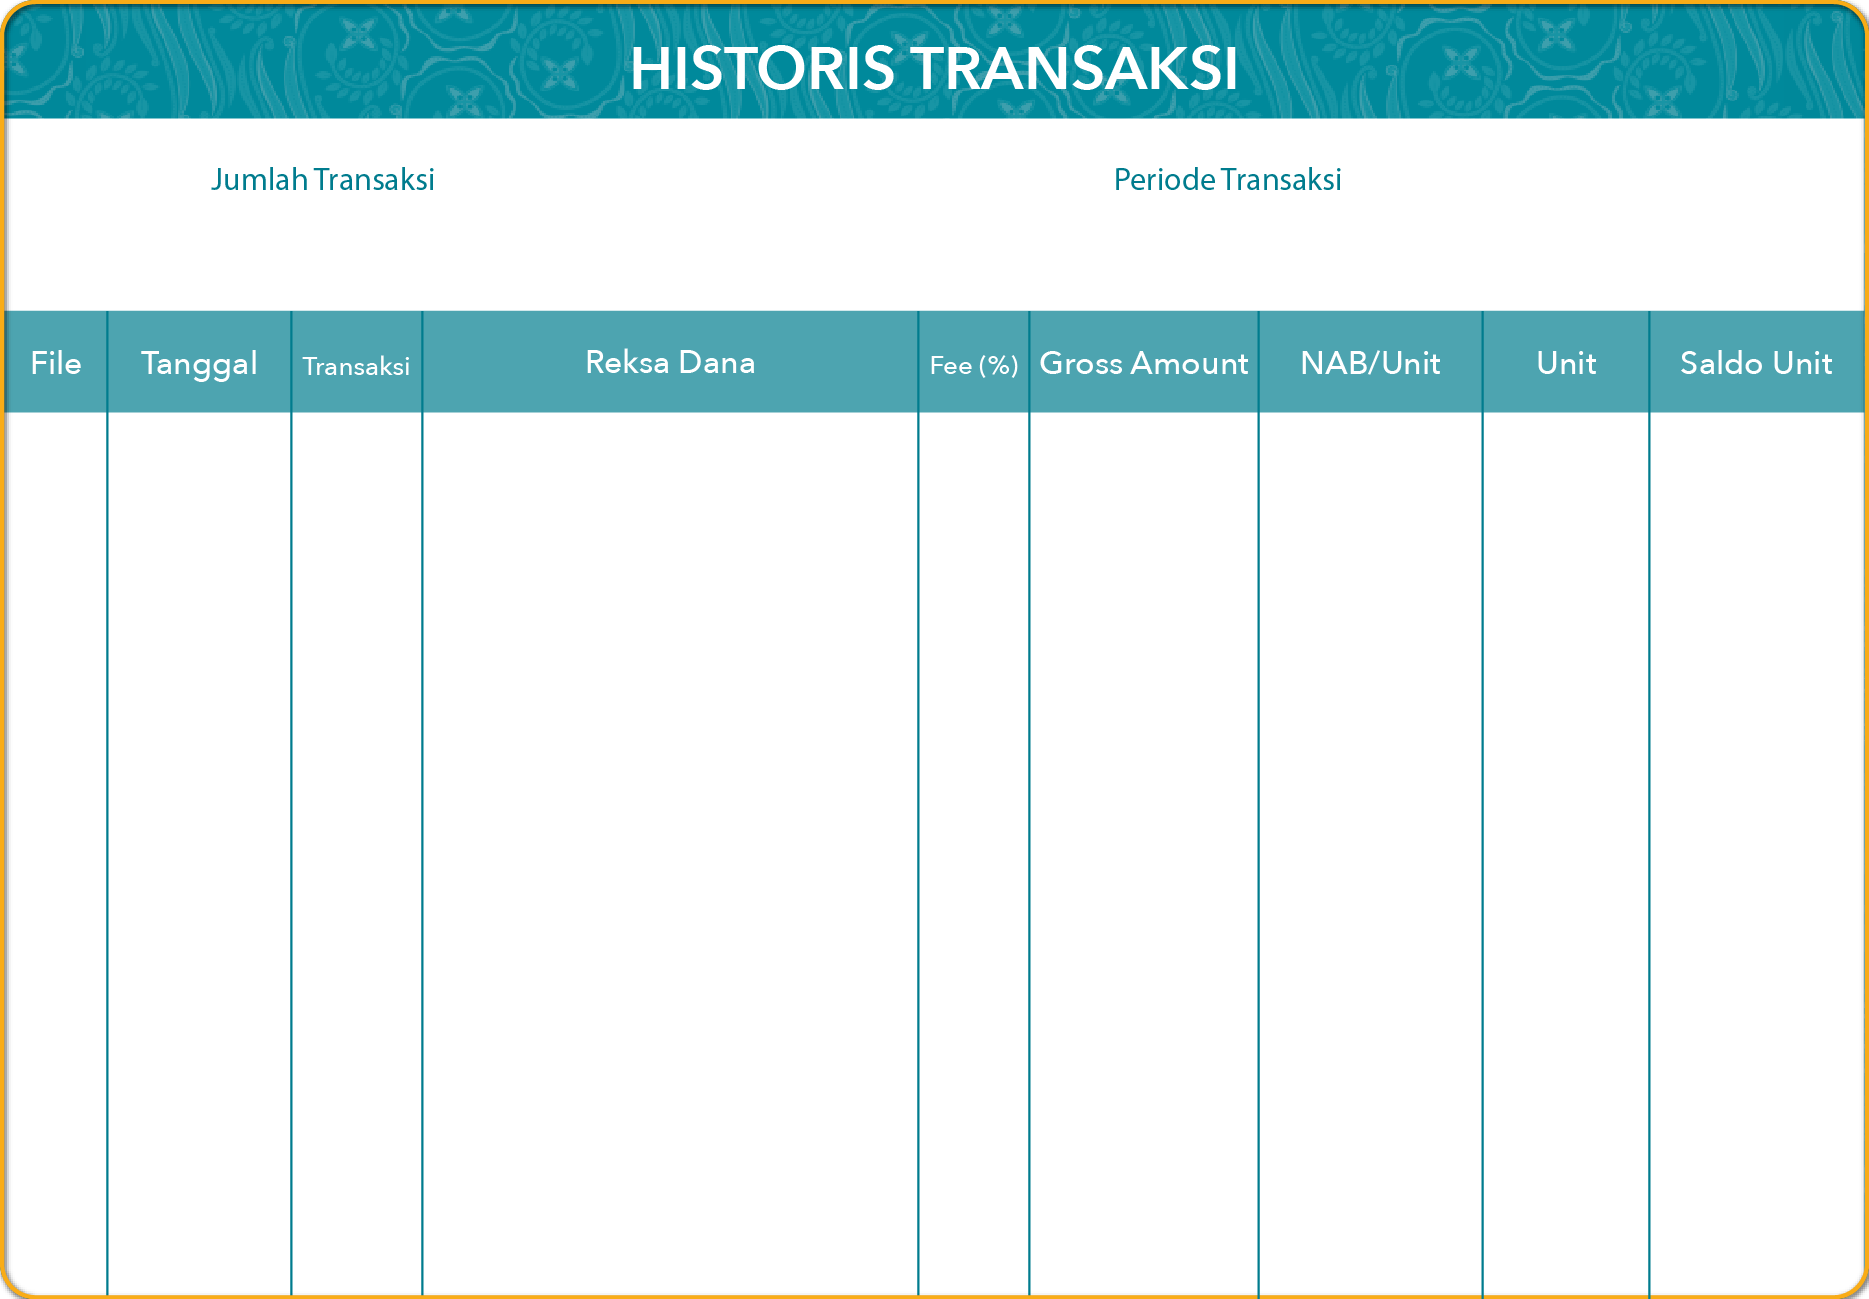 HISTORIS TRANSAKSI
Jumlah Transaksi
Periode Transaksi
File
Tanggal
Transaksi
Reksa Dana
Fee (%)
Gross Amount
NAB/Unit
Unit
Saldo Unit